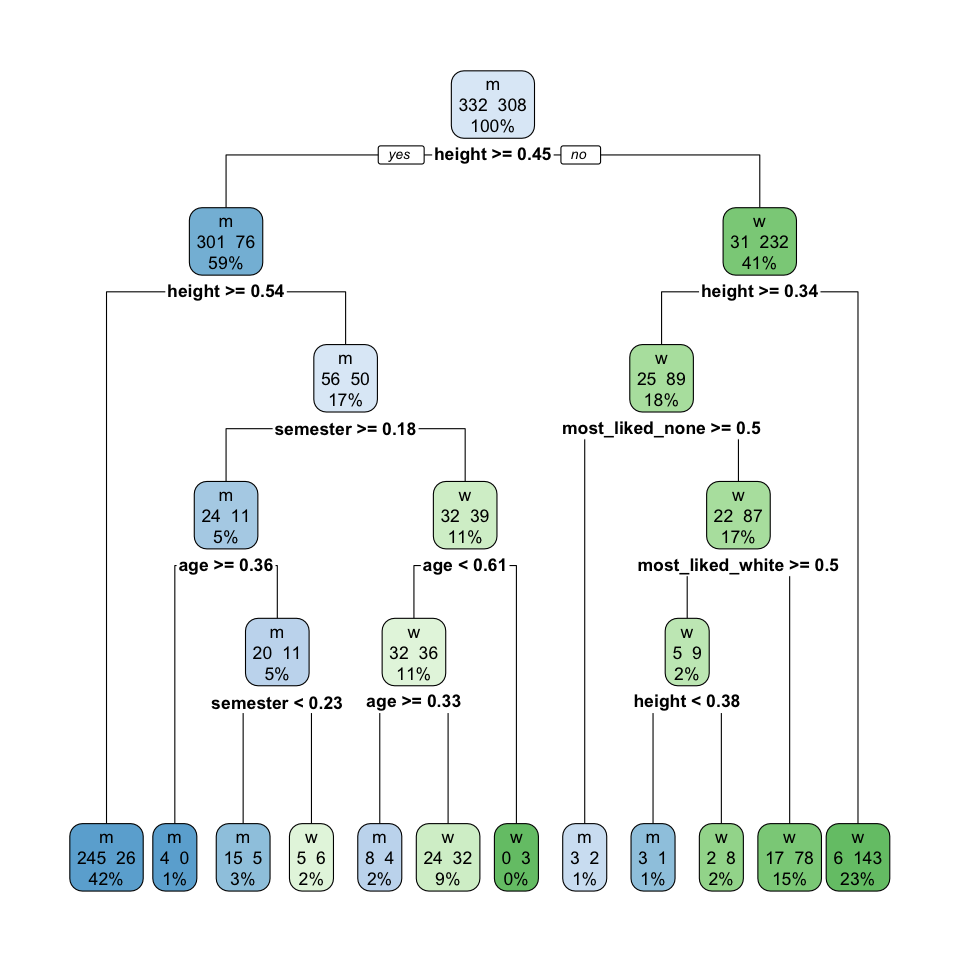 m
332 308
100%
yes
height >= 0.45
no
m
301 76
59%
w
31 232
41%
height >= 0.54
height >= 0.34
m
56 50
17%
w
25 89
18%
semester >= 0.18
most_liked_none >= 0.5
m
24 11
5%
w
32 39
11%
w
22 87
17%
age >= 0.36
age < 0.61
most_liked_white >= 0.5
m
20 11
5%
w
32 36
11%
w
5 9
2%
semester < 0.23
age >= 0.33
height < 0.38
m
245 26
42%
m
4 0
1%
m
15 5
3%
w
5 6
2%
m
8 4
2%
w
24 32
9%
w
0 3
0%
m
3 2
1%
m
3 1
1%
w
2 8
2%
w
17 78
15%
w
6 143
23%